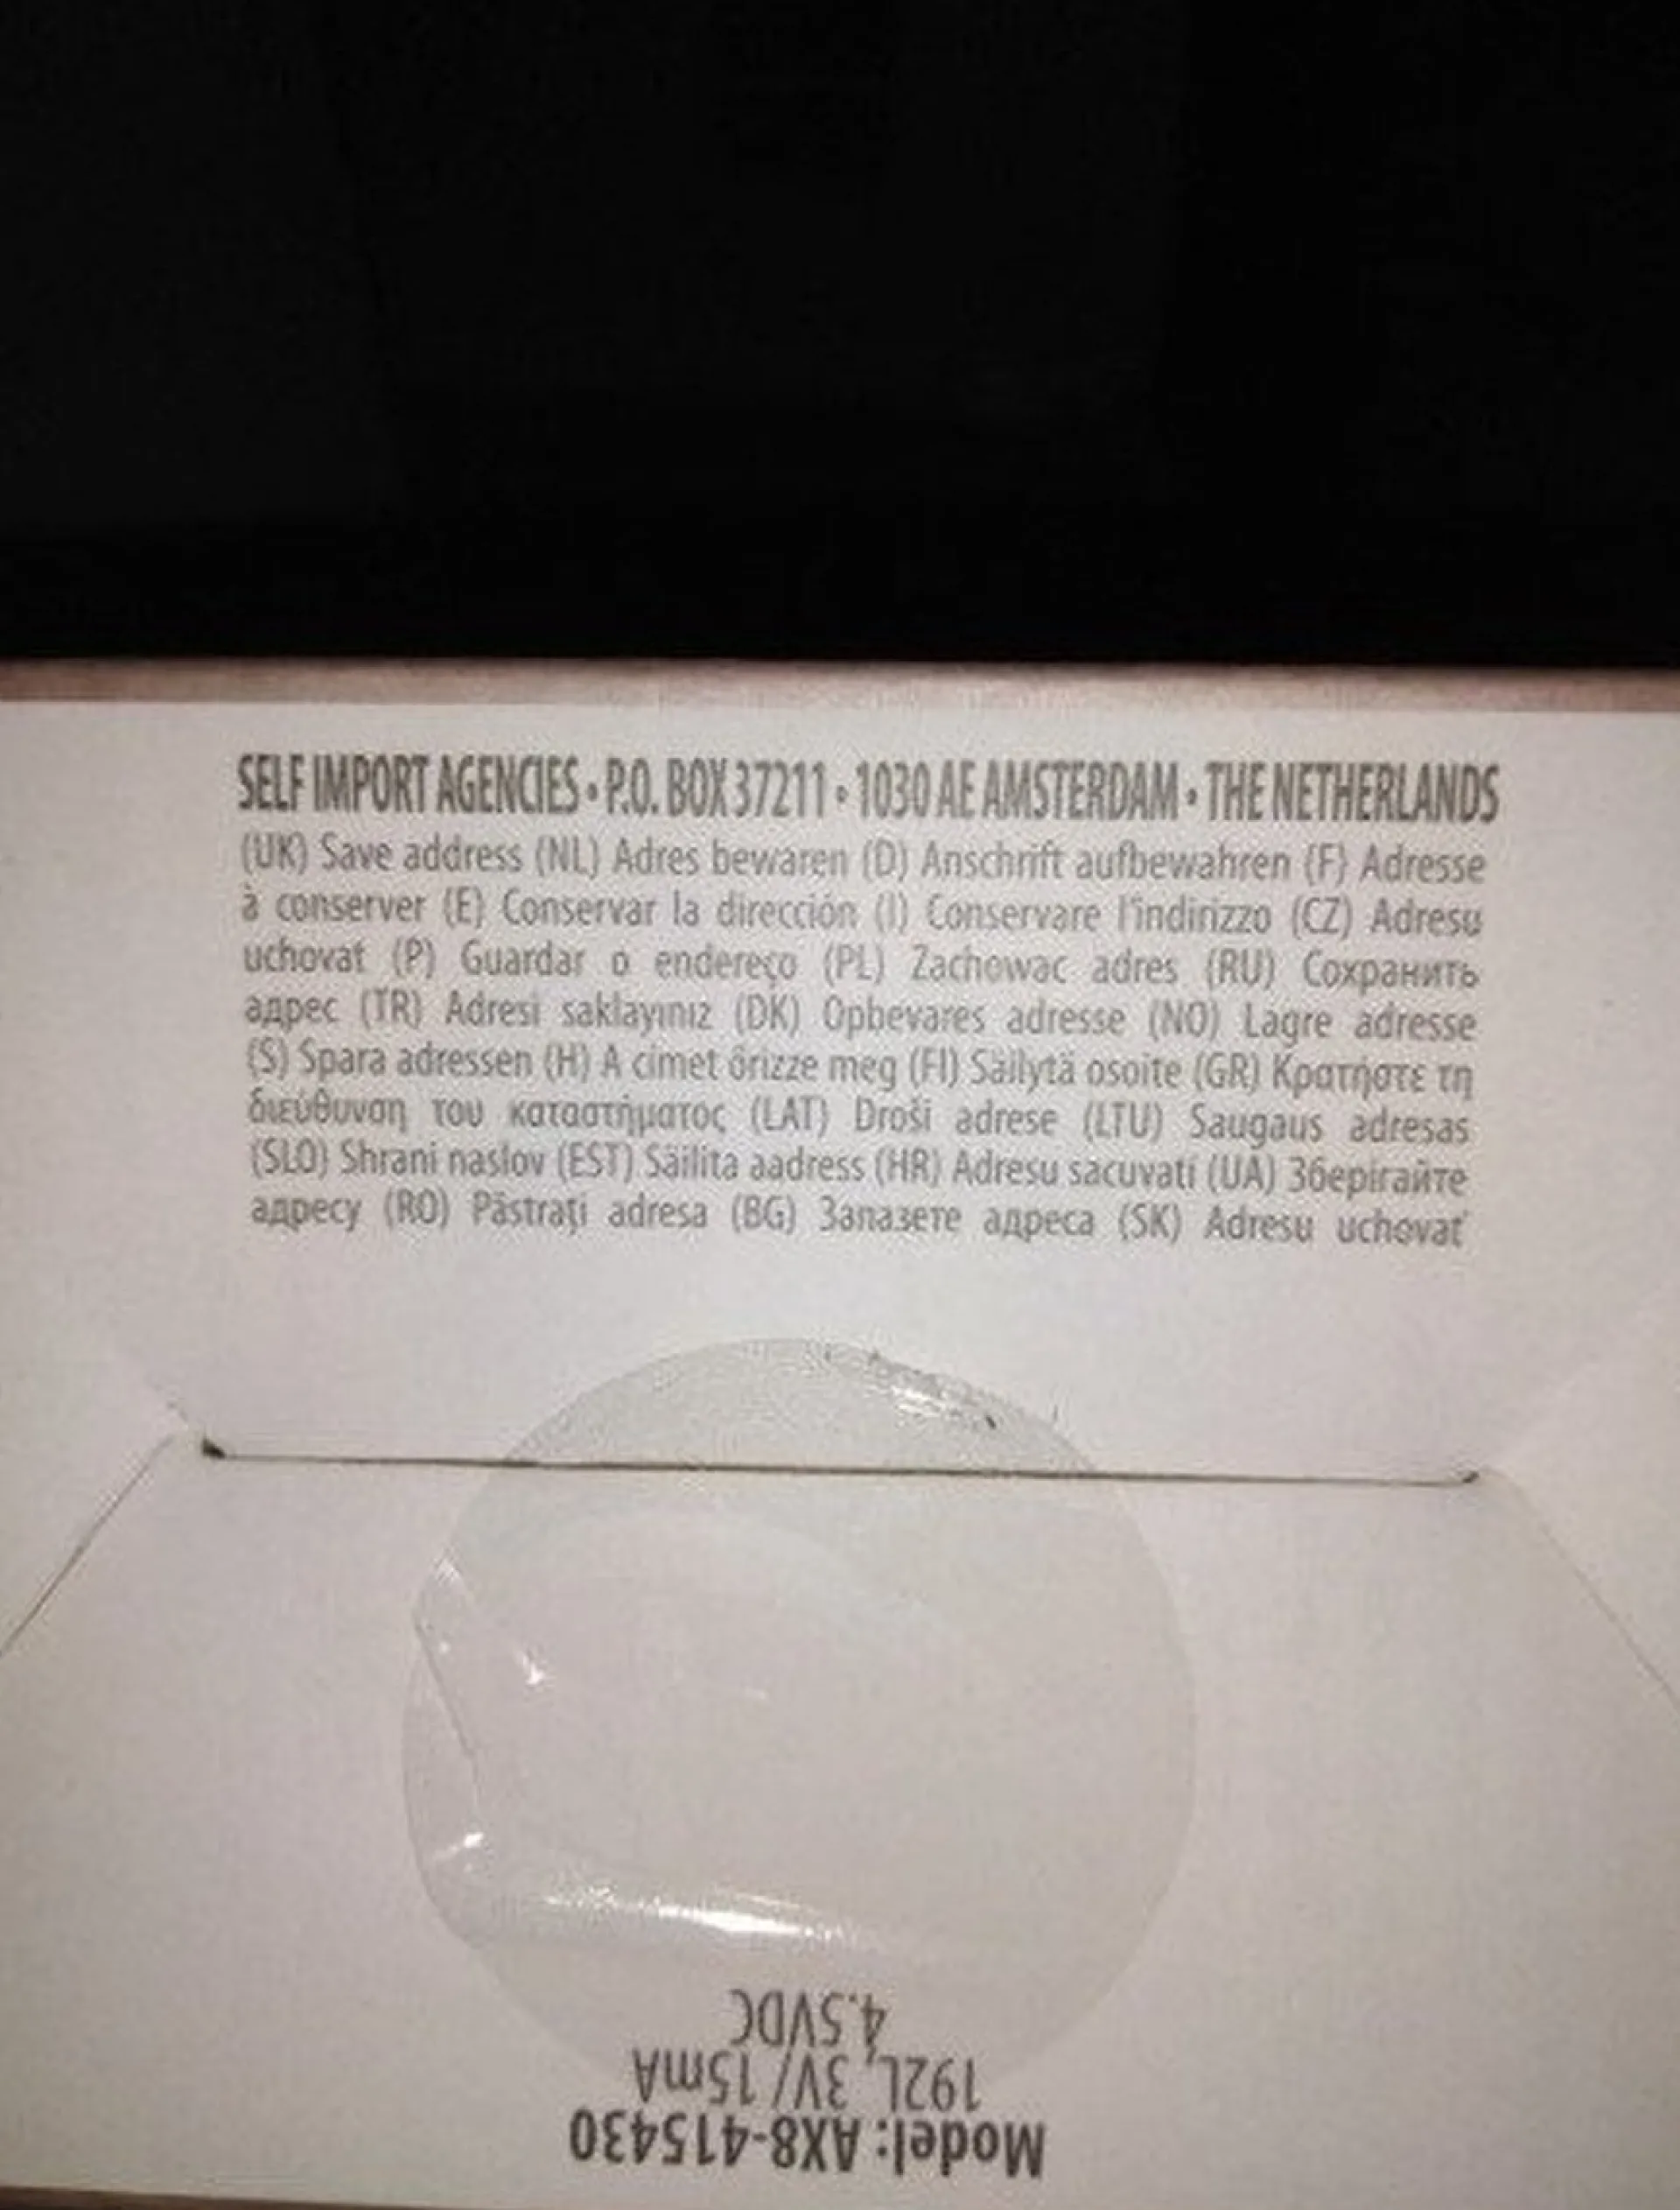 SELF IMPORT AGENCIES • P.O. BOX 37211 • 1030 AE AMSTERDAM • THE NETHERLANDS
(UK) Save address (NL) Adres bewaren (D) Anschrift aufbewahren (F) Adresse
à conserver (E) Conservar la dirección (I) Conservare l'indirizzo (CZ) Adresu
uchovat (P) Guardar o endereço (PL) Zachowac adres (RU) Сохранить
адрес (TR) Adresi saklayınız (DK) Opbevares adresse (NO) Lagre adresse
(S) Spara adressen (H) A cimet őrizze meg (FI) Säilytä osoite (GR) Κρατήστε τη
διεύθυνση του καταστήματος (LAT) Droši adrese (LTU) Saugaus adresas
(SLO) Shrani naslov (EST) Säilita aadress (HR) Adresu sacuvati (UA) Зберігайте
адресу (RO) Păstraţi adresa (BG) Запазете адреса (SK) Adresu uchovať
Model: AX8-415430
192L, 3V/15mA
4.5VDC